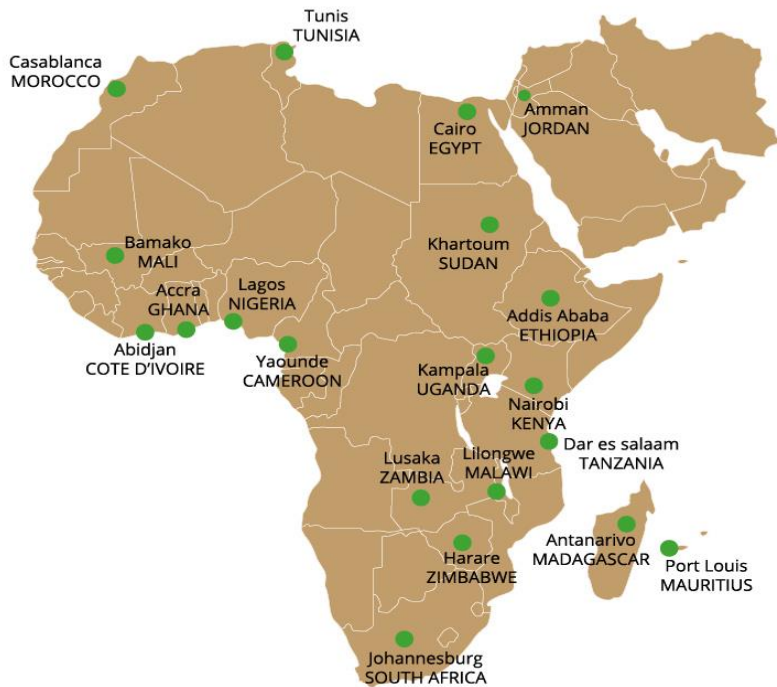 Tunis
TUNISIA
Casablanca
MOROCCO
Cairo
EGYPT
Amman
JORDAN
Bamako
MALI
Khartoum
SUDAN
Accra
GHANA
Lagos
NIGERIA
Addis Ababa
ETHIOPIA
Abidjan
COTE D’IVOIRE
Yaounde
CAMEROON
Kampala
UGANDA
Nairobi
KENYA
Dar es salaam
TANZANIA
Lusaka
ZAMBIA
Lilongwe
MALAWI
Harare
ZIMBABWE
Antanarivo
MADAGASCAR
Port Louis
MAURITIUS
Johannesburg
SOUTH AFRICA